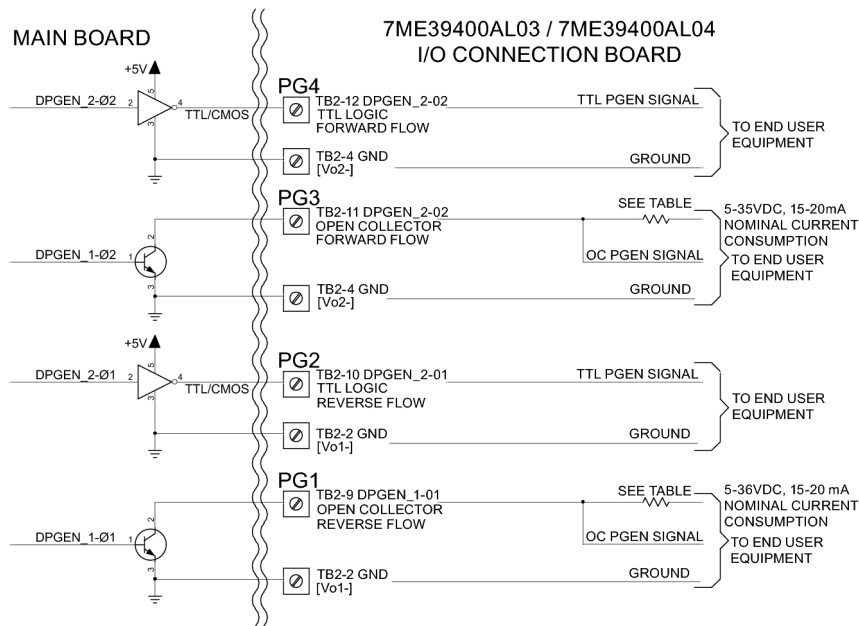 MAIN BOARD
7ME39400AL03 / 7ME39400AL04
I/O CONNECTION BOARD
+5V
PG4
DPGEN_2-Ø2
2
5
4
3
TTL/CMOS
TB2-12 DPGEN_2-02
TTL LOGIC
FORWARD FLOW
TTL PGEN SIGNAL
TO END USER
EQUIPMENT
TB2-4 GND
[Vo2-]
GROUND
PG3
TB2-11 DPGEN_2-02
OPEN COLLECTOR
FORWARD FLOW
SEE TABLE
5-35VDC, 15-20mA
NOMINAL CURRENT
CONSUMPTION
DPGEN_1-Ø2
1
2
3
OC PGEN SIGNAL
TO END USER
EQUIPMENT
TB2-4 GND
[Vo2-]
GROUND
+5V
PG2
DPGEN_2-Ø1
2
5
4
3
TTL/CMOS
TB2-10 DPGEN_2-01
TTL LOGIC
REVERSE FLOW
TTL PGEN SIGNAL
TO END USER
EQUIPMENT
TB2-2 GND
[Vo1-]
GROUND
PG1
TB2-9 DPGEN_1-01
OPEN COLLECTOR
REVERSE FLOW
SEE TABLE
5-36VDC, 15-20 mA
NOMINAL CURRENT
CONSUMPTION
DPGEN_1-Ø1
1
2
3
OC PGEN SIGNAL
TO END USER
EQUIPMENT
TB2-2 GND
[Vo1-]
GROUND